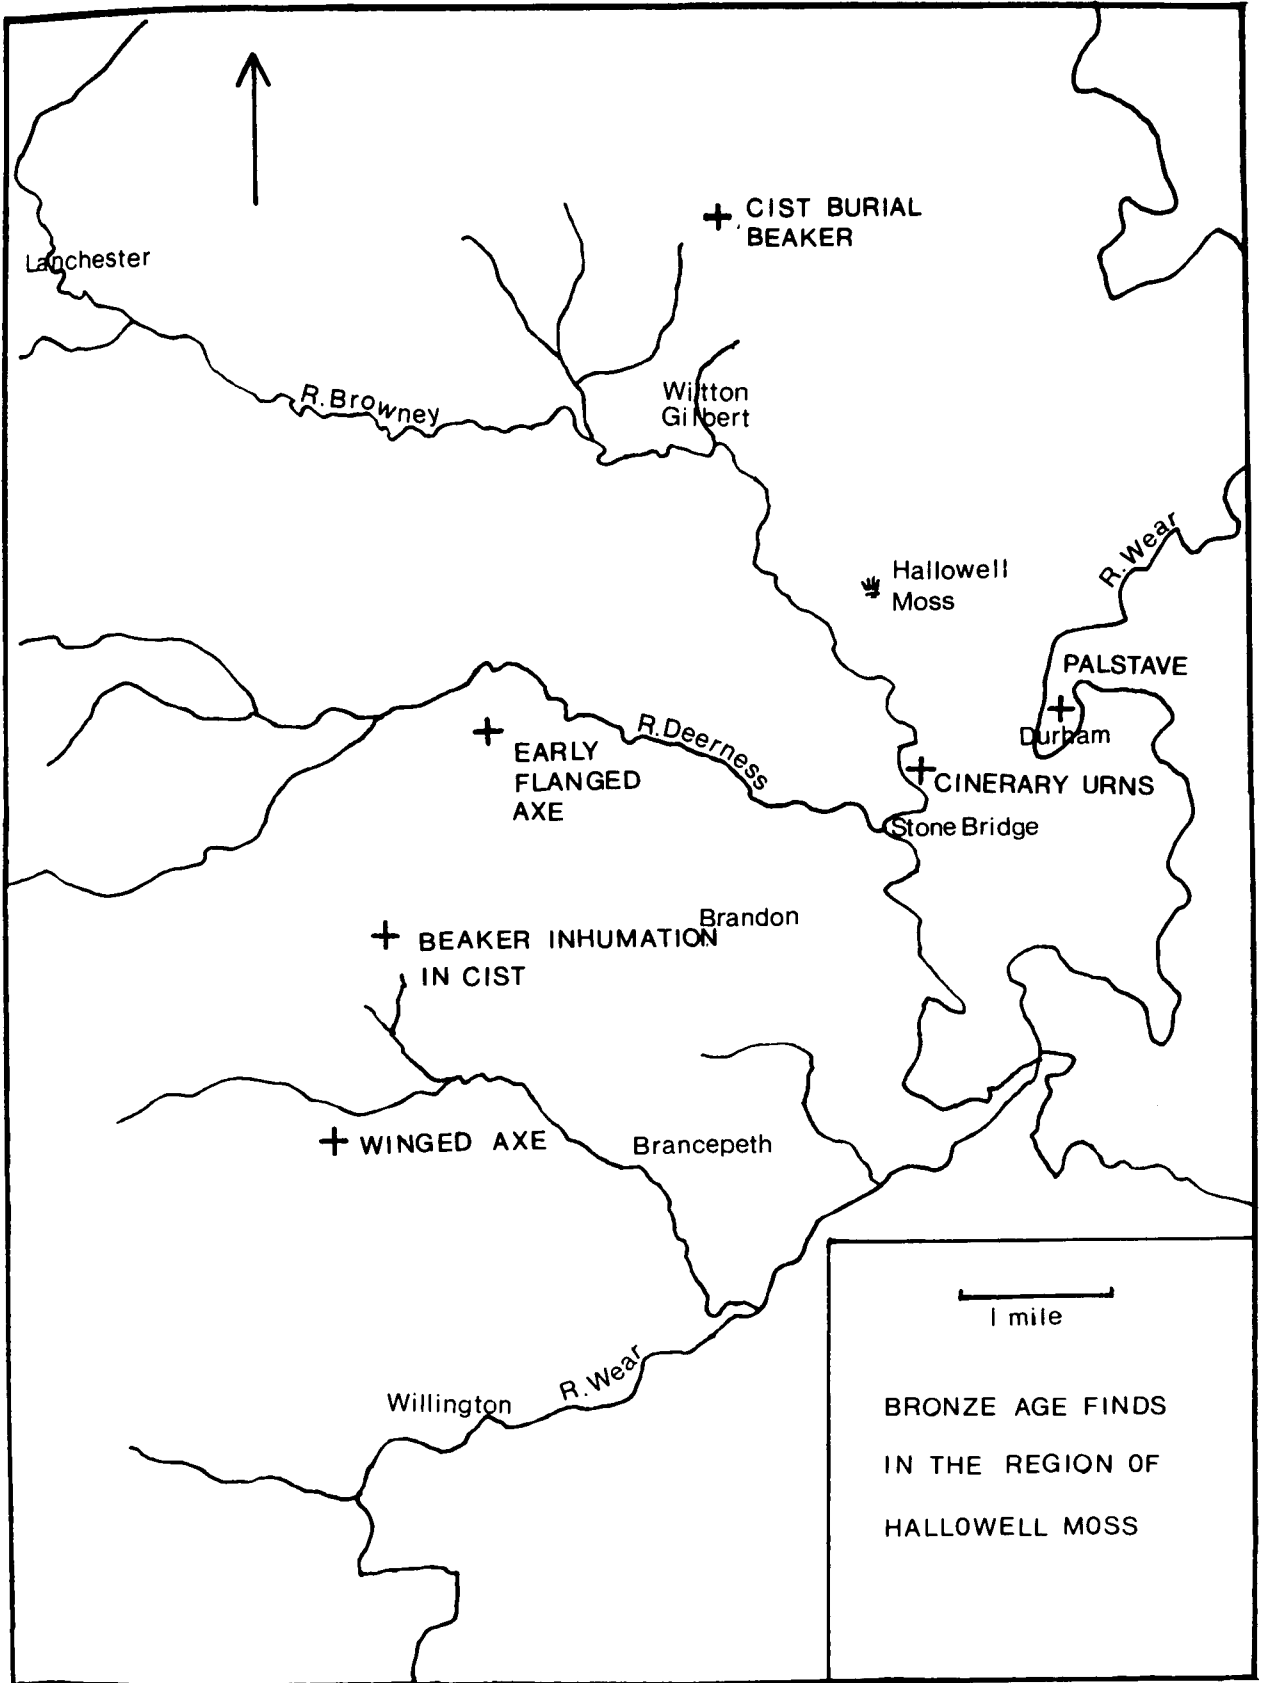 CIST BURIAL
BEAKER
Lanchester
R. Browney
Witton
Gilbert
R. Wear
Hallowell
Moss
PALSTAVE
Durham
R. Deerness
EARLY
FLANGED
AXE
CINERARY URNS
Stone Bridge
Brandon
BEAKER INHUMATION
IN CIST
WINGED AXE
Brancepeth
1 mile
R. Wear
Willington
BRONZE AGE FINDS
IN THE REGION OF
HALLOWELL MOSS